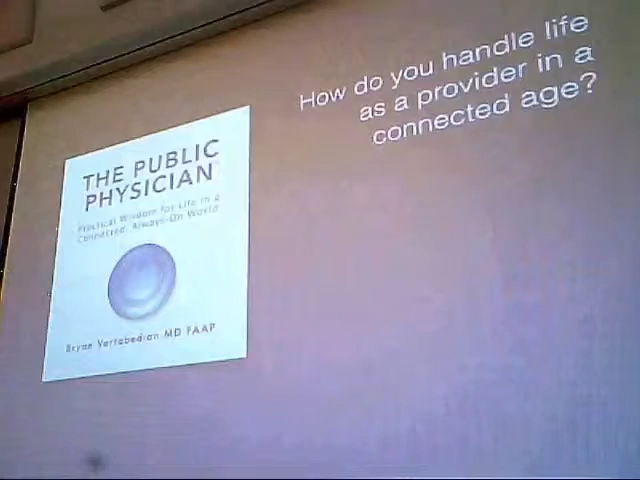 How do you handle life
as a provider in a
connected age?
THE PUBLIC
PHYSICIAN
Practical Wisdom for Life in a
Connected, Always-On World
Bryan Vartabedian MD FAAP